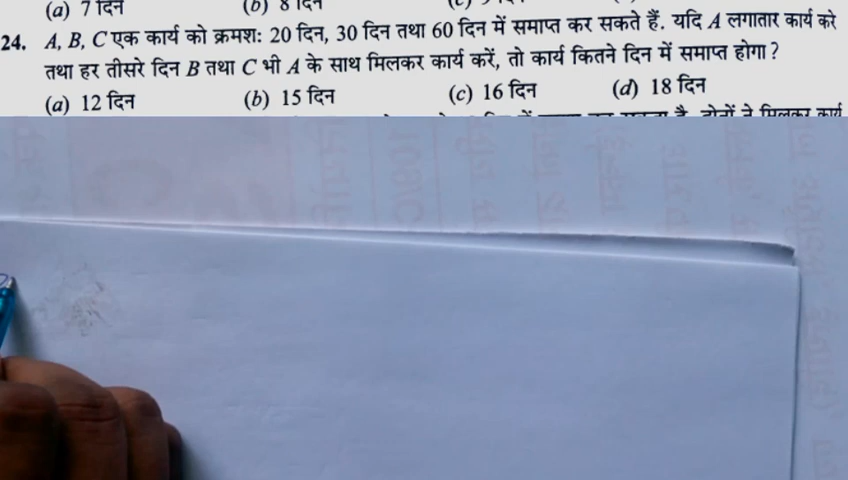 (a) 7 दिन (b) 8 दिन
24. A, B, C एक कार्य को क्रमश: 20 दिन, 30 दिन तथा 60 दिन में समाप्त कर सकते हैं. यदि A लगातार कार्य करे
तथा हर तीसरे दिन B तथा C भी A के साथ मिलकर कार्य करें, तो कार्य कितने दिन में समाप्त होगा?
(a) 12 दिन (b) 15 दिन (c) 16 दिन (d) 18 दिन